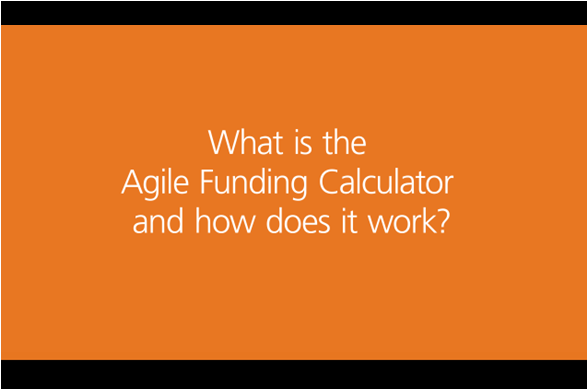 What is the
Agile Funding Calculator
and how does it work?